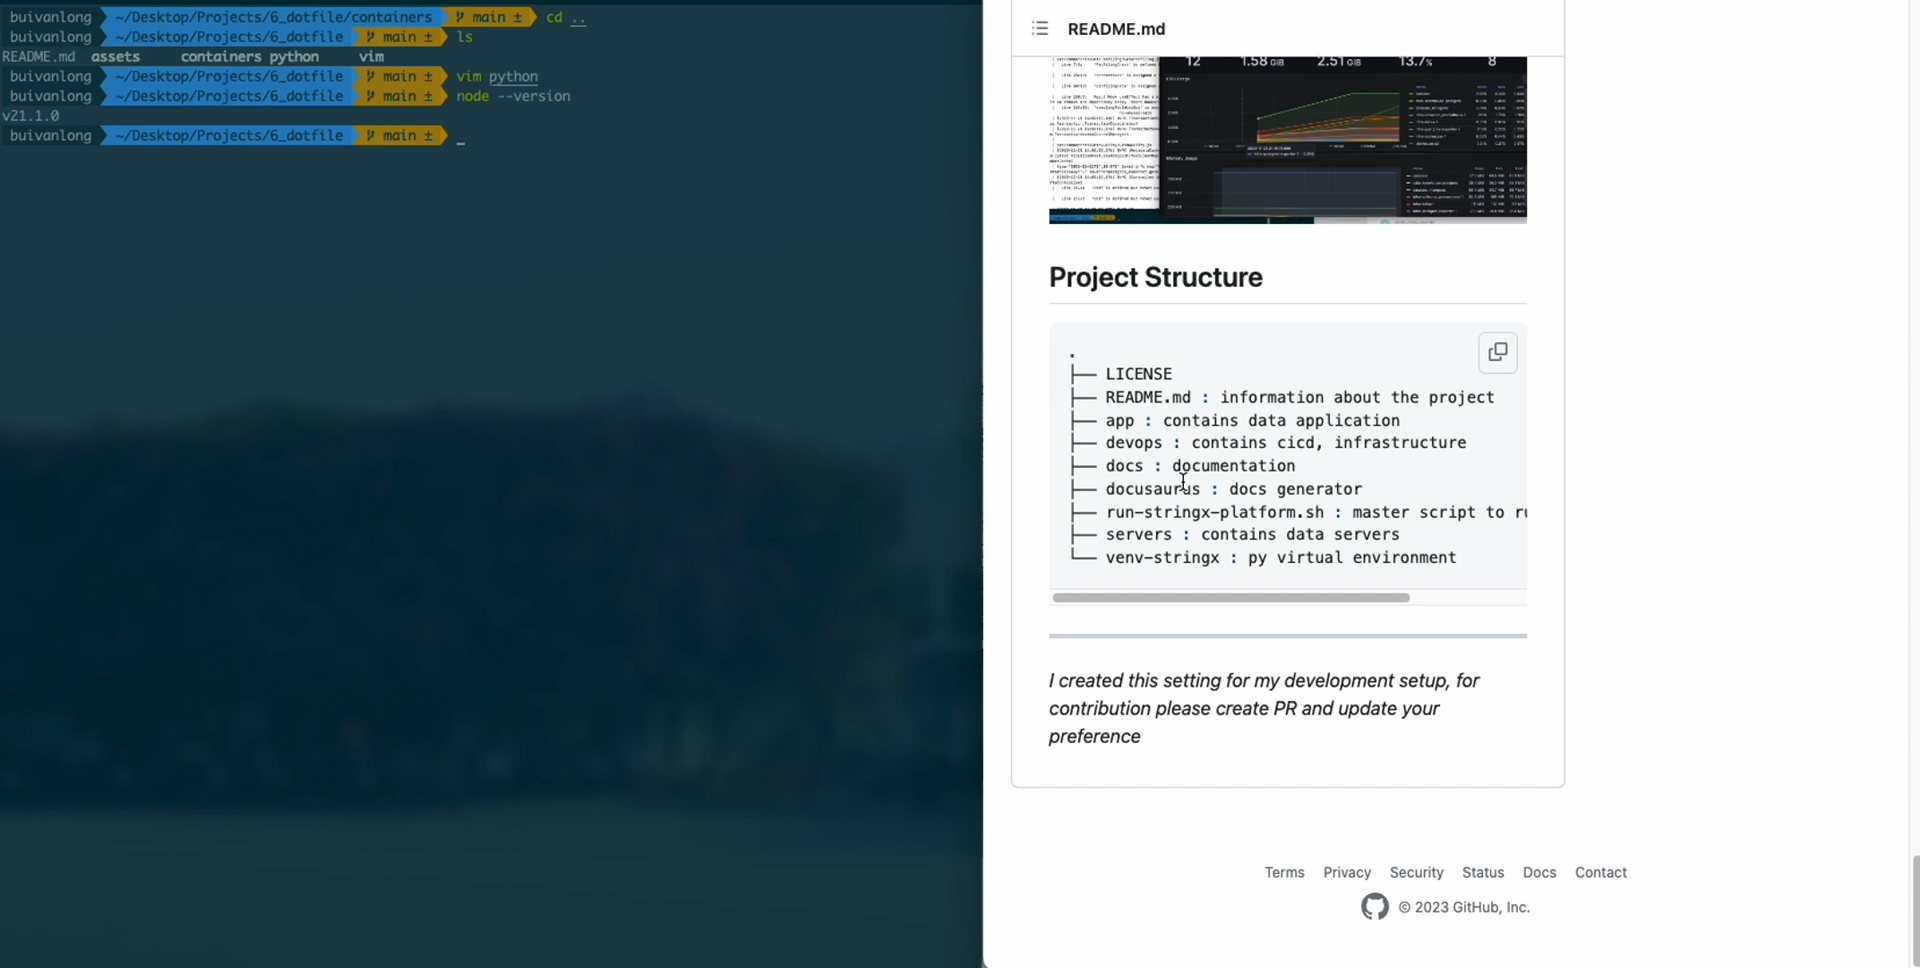 buivanlong ~/Desktop/Projects/6_dotfile/containers main ± cd ..
buivanlong ~/Desktop/Projects/6_dotfile main ± ls
README.md assets containers python vim
buivanlong ~/Desktop/Projects/6_dotfile main ± vim python
buivanlong ~/Desktop/Projects/6_dotfile main ± node --version
v21.1.0
buivanlong ~/Desktop/Projects/6_dotfile main ± _
README.md
12 1.58 GiB 2.51 GiB 13.7% 8
Project Structure
.
├── LICENSE
├── README.md : information about the project
├── app : contains data application
├── devops : contains cicd, infrastructure
├── docs : documentation
├── docusaurus : docs generator
├── run-stringx-platform.sh : master script to
├── servers : contains data servers
└── venv-stringx : py virtual environment
I created this setting for my development setup, for
contribution please create PR and update your
preference
Terms Privacy Security Status Docs Contact
© 2023 GitHub, Inc.